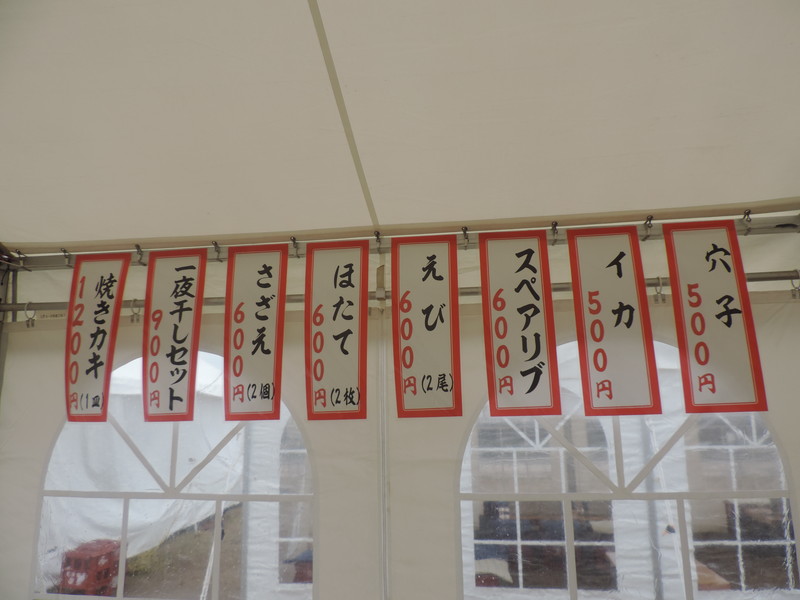 穴子
500円
イカ
500円
スペアリブ
600円
えび
600円(2尾)
ほたて
600円(2枚)
さざえ
600円(2個)
一夜干しセット
900円
焼きカキ
1200円(1皿)